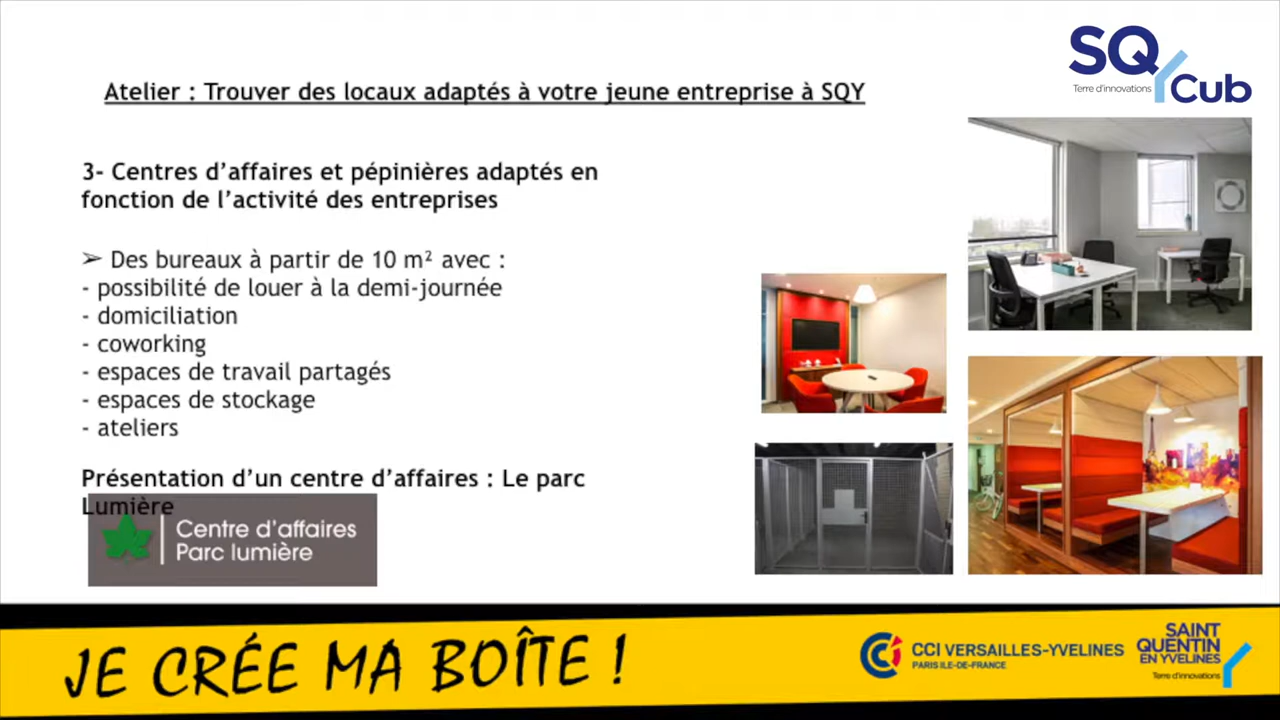 SQY Cub
Terre d'innovations
Atelier : Trouver des locaux adaptés à votre jeune entreprise à SQY
3- Centres d'affaires et pépinières adaptés en
fonction de l'activité des entreprises
➢ Des bureaux à partir de 10 m² avec :
- possibilité de louer à la demi-journée
- domiciliation
- coworking
- espaces de travail partagés
- espaces de stockage
- ateliers
Présentation d'un centre d'affaires : Le parc
Lumière
Centre d'affaires
Parc lumière
JE CRÉE MA BOÎTE !
CCI VERSAILLES-YVELINES
PARIS ILE-DE-FRANCE
SAINT
QUENTIN
EN YVELINES
Terre d'innovations